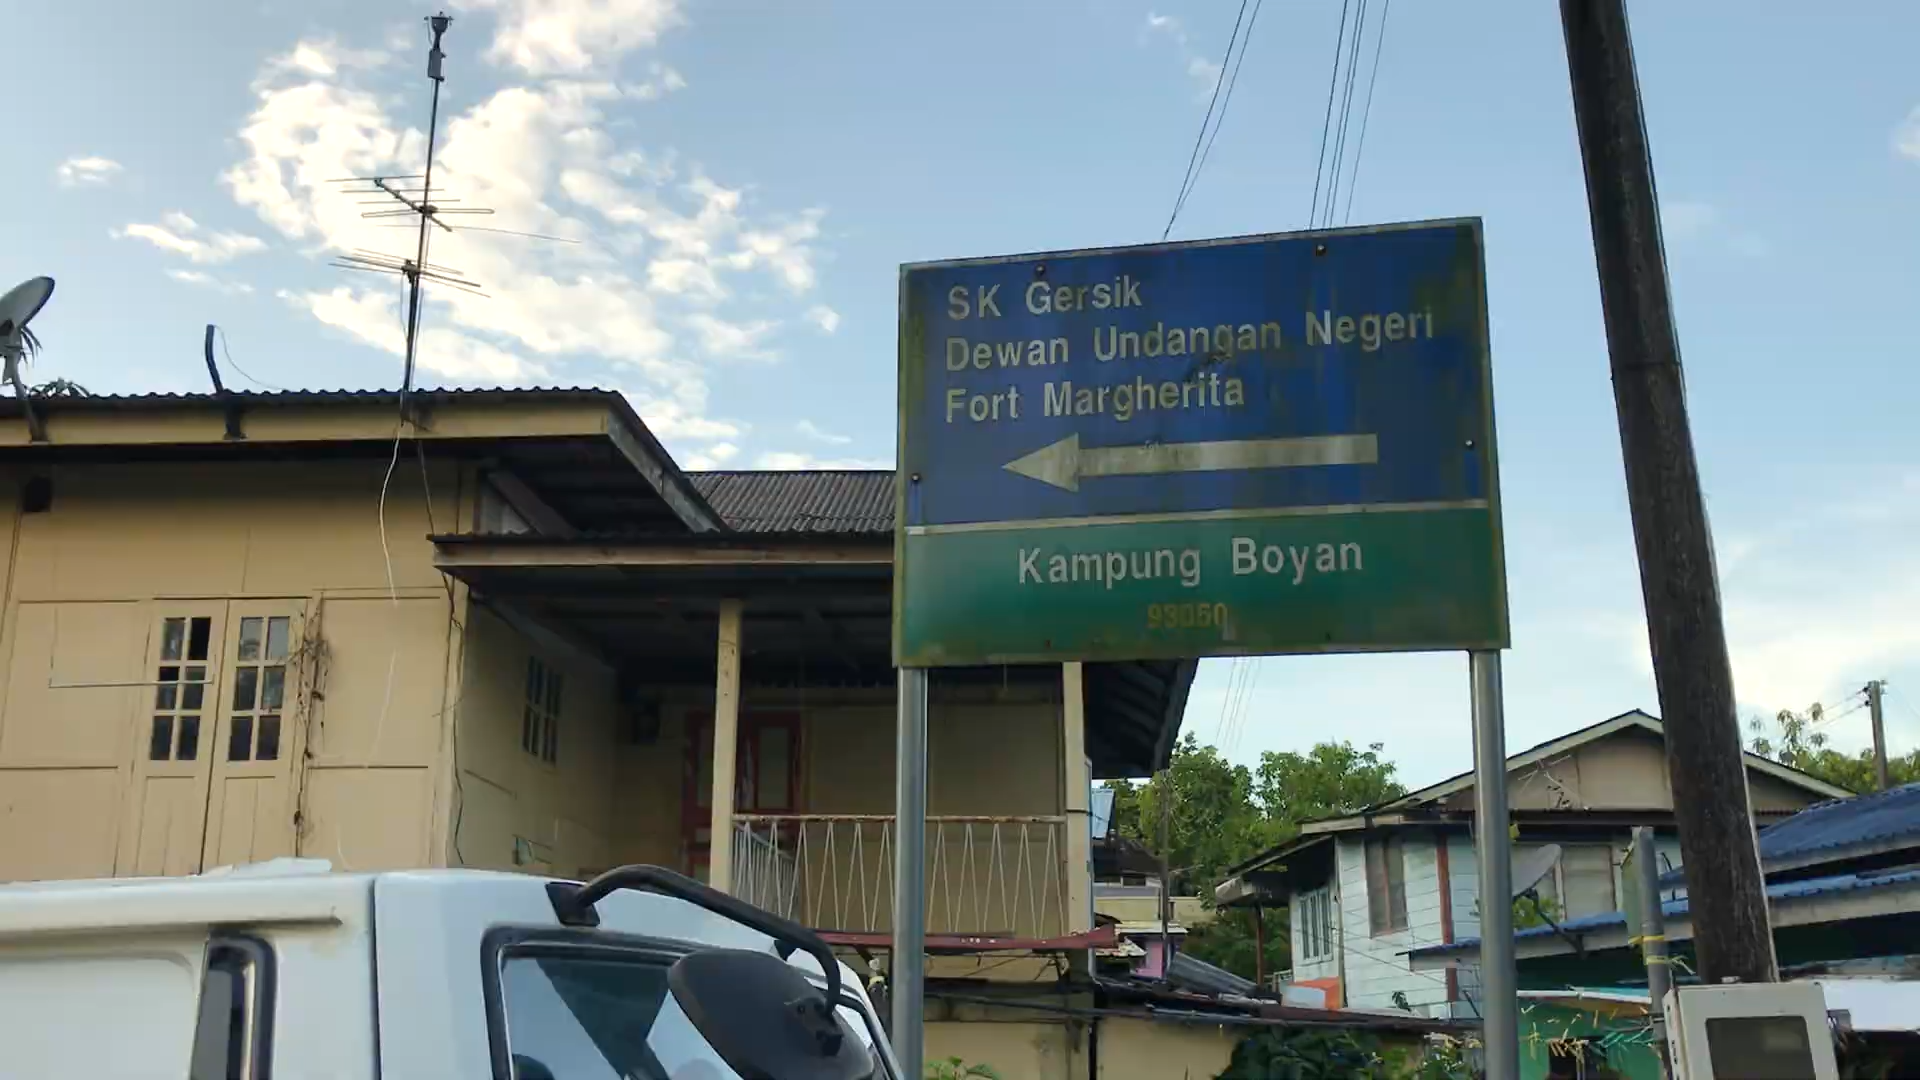 SK Gersik
Dewan Undangan Negeri
Fort Margherita
Kampung Boyan
93050